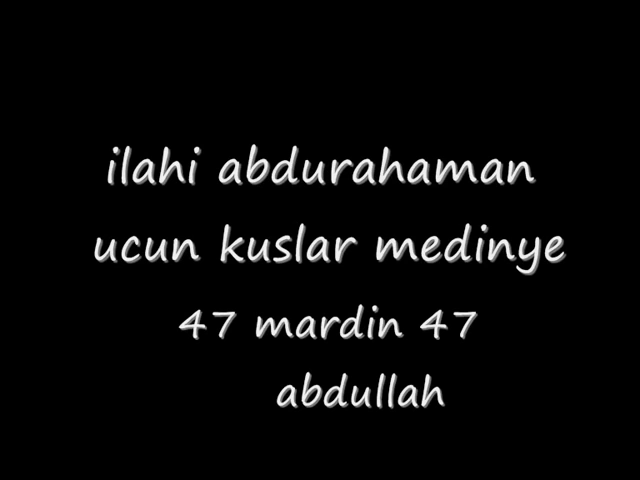 ilahi abdurahaman
ucun kuslar medinye
47 mardin 47
abdullah